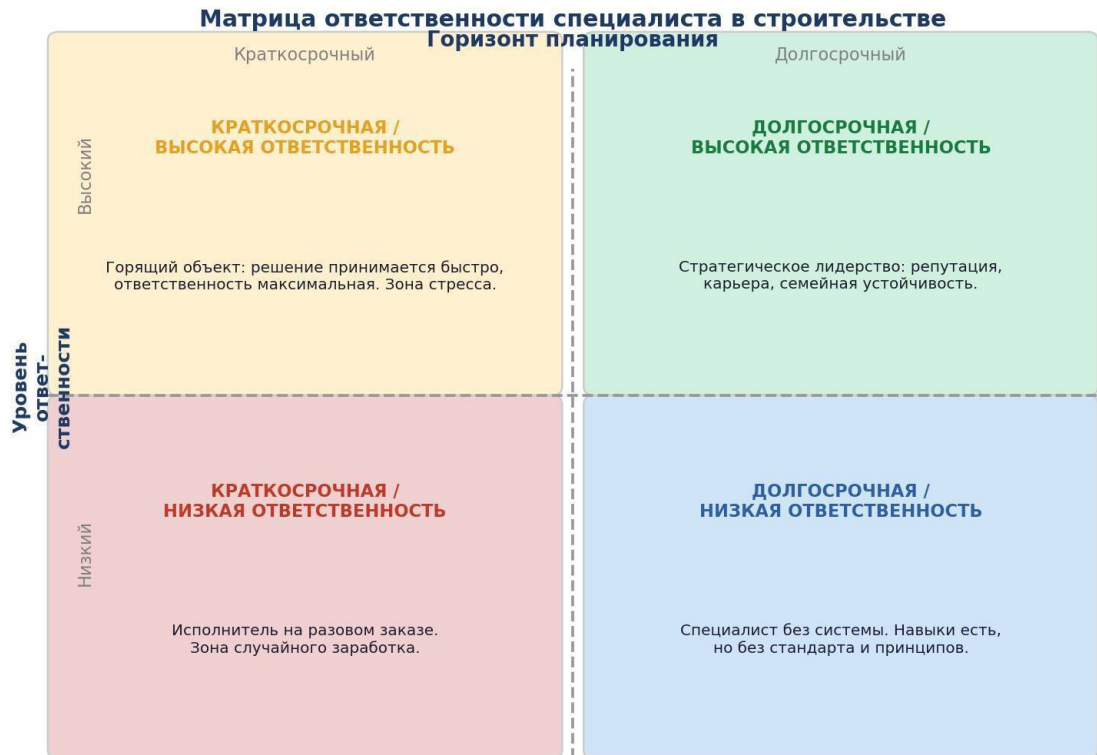 Матрица ответственности специалиста в строительстве
Горизонт планирования
Краткосрочный
Долгосрочный
Уровень
ответ-
ственности
Высокий
КРАТКОСРОЧНАЯ /
ВЫСОКАЯ ОТВЕТСТВЕННОСТЬ
Горящий объект: решение принимается быстро,
ответственность максимальная. Зона стресса.
ДОЛГОСРОЧНАЯ /
ВЫСОКАЯ ОТВЕТСТВЕННОСТЬ
Стратегическое лидерство: репутация,
карьера, семейная устойчивость.
Низкий
КРАТКОСРОЧНАЯ /
НИЗКАЯ ОТВЕТСТВЕННОСТЬ
Исполнитель на разовом заказе.
Зона случайного заработка.
ДОЛГОСРОЧНАЯ /
НИЗКАЯ ОТВЕТСТВЕННОСТЬ
Специалист без системы. Навыки есть,
но без стандарта и принципов.